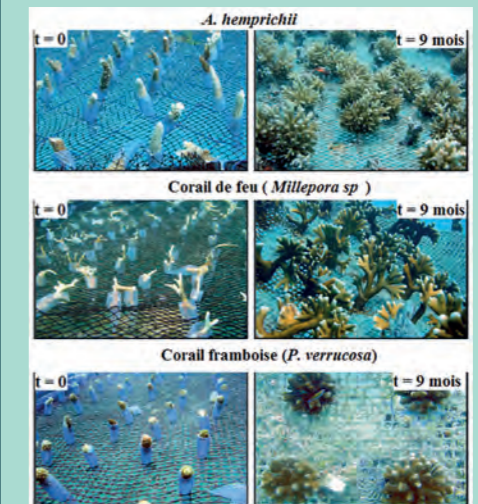 A. hemprichii
t = 0
t = 9 mois
Corail de feu ( Millepora sp )
t = 0
t = 9 mois
Corail framboise (P. verrucosa)
t = 0
t = 9 mois